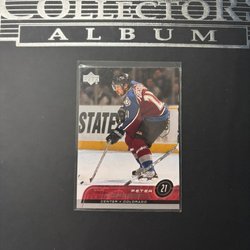 COLLECTOR
ALBUM
STATE
PETER
21
CENTER • COLORADO